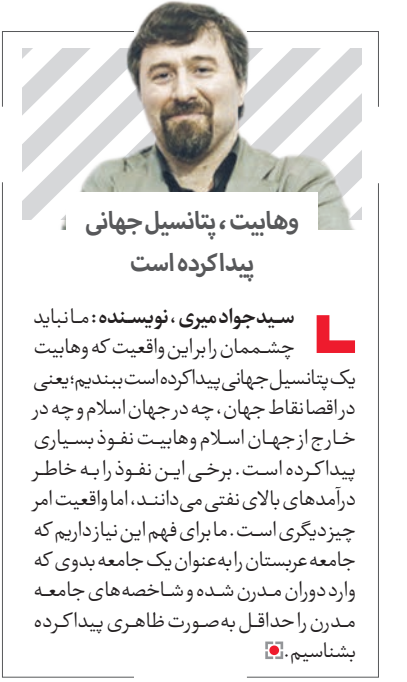 وهابیت، پتانسیل جهانی
پیدا کرده است
سیدجواد میری، نویسنده: ما نباید
چشممان را بر این واقعیت که وهابیت
یک پتانسیل جهانی پیدا کرده است ببندیم؛ یعنی
در اقصا نقاط جهان، چه در جهان اسلام و چه در
خارج از جهان اسلام وهابیت نفوذ بسیاری
پیدا کرده است. برخی این نفوذ را به خاطر
درآمدهای بالای نفتی می‌دانند، اما واقعیت امر
چیز دیگری است. ما برای فهم این نیاز داریم که
جامعه عربستان را به‌عنوان یک جامعه بدوی که
وارد دوران مدرن شده و شاخصه‌های جامعه
مدرن را حداقل به‌صورت ظاهری پیدا کرده
بشناسیم.